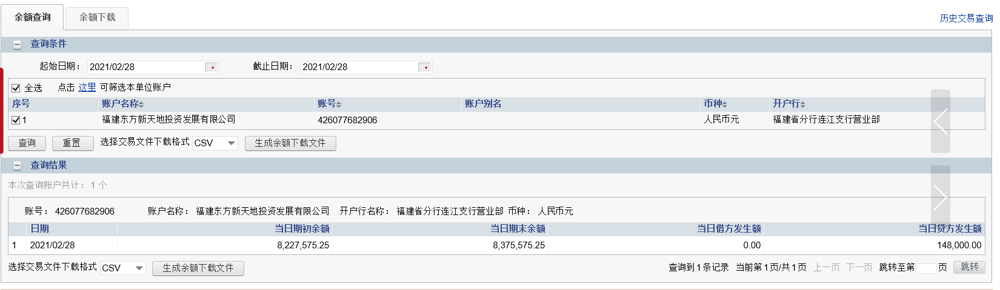 余额查询 余额下载
历史交易查询
查询条件
起始日期： 2021/02/28 截止日期： 2021/02/28
全选 点击 这里 可筛选本单位账户
序号 账户名称 账号 账户别名 币种 开户行
1 福建东方新天地投资发展有限公司 426077682906 人民币元 福建省分行连江支行营业部
查询 重置 选择交易文件下载格式 CSV 生成余额下载文件
查询结果
本次查询账户共计： 1 个
账号： 426077682906 账户名称： 福建东方新天地投资发展有限公司 开户行名称： 福建省分行连江支行营业部 币种： 人民币元
日期 当日期初余额 当日期末余额 当日借方发生额 当日贷方发生额
1 2021/02/28 8,227,575.25 8,375,575.25 0.00 148,000.00
选择交易文件下载格式 CSV 生成余额下载文件 查询到1条记录 当前第1页/共1页 上一页 下一页 跳转至第 页 跳转